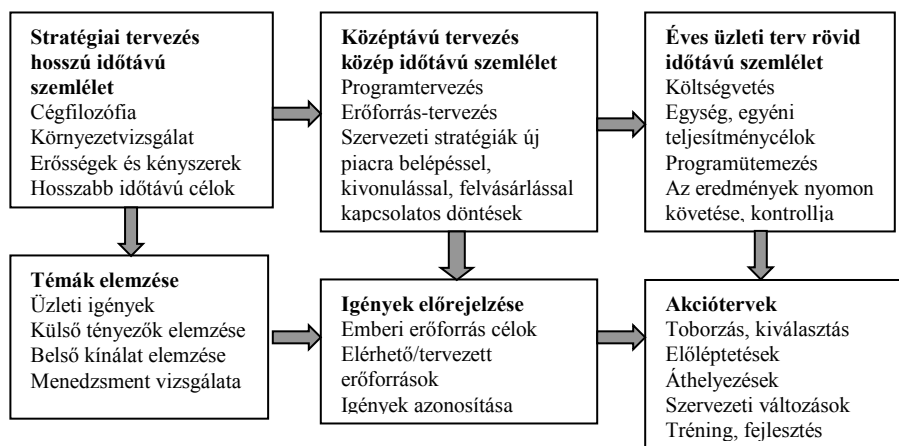 Stratégiai tervezés
hosszú időtávú
szemlélet
Cégfilozófia
Környezetvizsgálat
Erősségek és kényszerek
Hosszabb időtávú célok
Középtávú tervezés
közép időtávú szemlélet
Programtervezés
Erőforrás-tervezés
Szervezeti stratégiák új
piacra belépéssel,
kivonulással, felvásárlással
kapcsolatos döntések
Éves üzleti terv rövid
időtávú szemlélet
Költségvetés
Egység, egyéni
teljesítménycélok
Programütemezés
Az eredmények nyomon
követése, kontrollja
Témák elemzése
Üzleti igények
Külső tényezők elemzése
Belső kínálat elemzése
Menedzsment vizsgálata
Igények előrejelzése
Emberi erőforrás célok
Elérhető/tervezett
erőforrások
Igények azonosítása
Akciótervek
Toborzás, kiválasztás
Előléptetések
Áthelyezések
Szervezeti változások
Tréning, fejlesztés